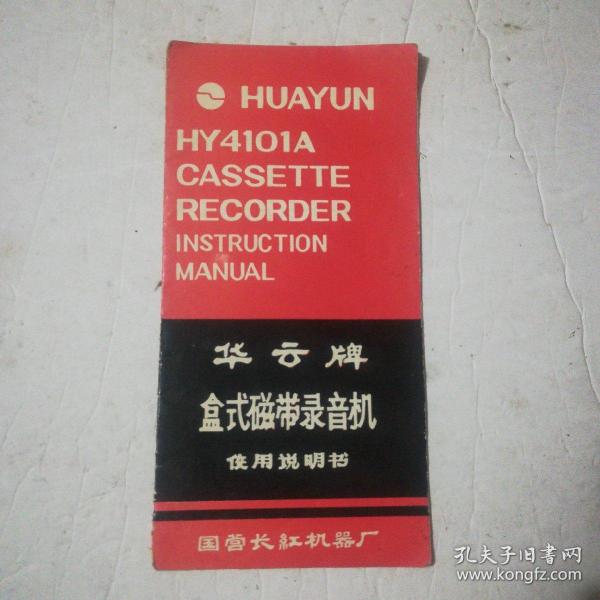 HUAYUN
HY4101A
CASSETTE
RECORDER
INSTRUCTION
MANUAL
华云牌
盒式磁带录音机
使用说明书
国营长紅机器厂
孔夫子旧书网
www.kongfz.com